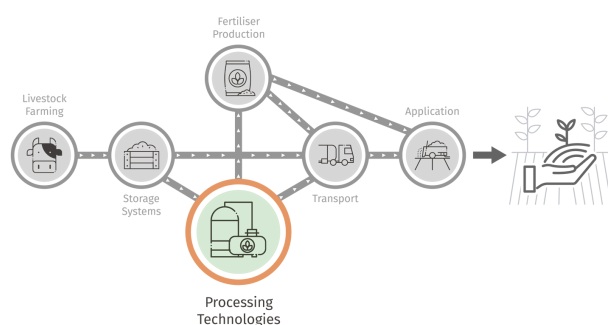 Fertiliser
Production
Livestock
Farming
Application
Storage
Systems
Transport
Processing
Technologies